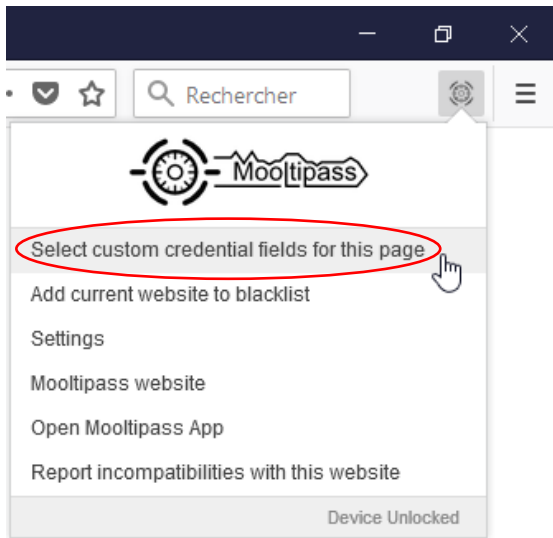 Rechercher
Mooltipass
Select custom credential fields for this page
Add current website to blacklist
Settings
Mooltipass website
Open Mooltipass App
Report incompatibilities with this website
Device Unlocked